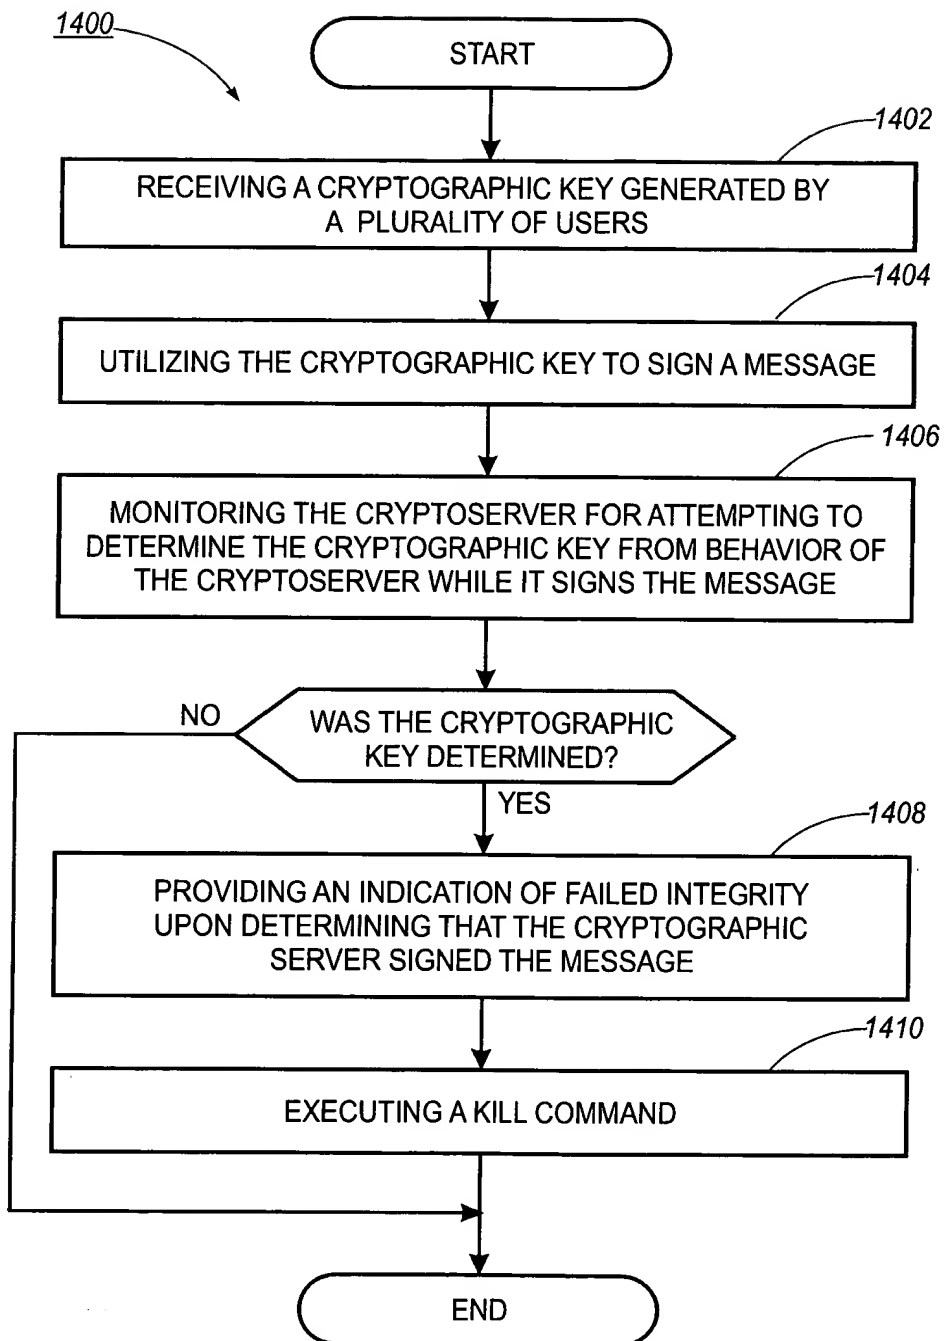 1400
START
1402
RECEIVING A CRYPTOGRAPHIC KEY GENERATED BY
A PLURALITY OF USERS
1404
UTILIZING THE CRYPTOGRAPHIC KEY TO SIGN A MESSAGE
1406
MONITORING THE CRYPTOSERVER FOR ATTEMPTING TO
DETERMINE THE CRYPTOGRAPHIC KEY FROM BEHAVIOR OF
THE CRYPTOSERVER WHILE IT SIGNS THE MESSAGE
NO
WAS THE CRYPTOGRAPHIC
KEY DETERMINED?
YES
1408
PROVIDING AN INDICATION OF FAILED INTEGRITY
UPON DETERMINING THAT THE CRYPTOGRAPHIC
SERVER SIGNED THE MESSAGE
1410
EXECUTING A KILL COMMAND
END